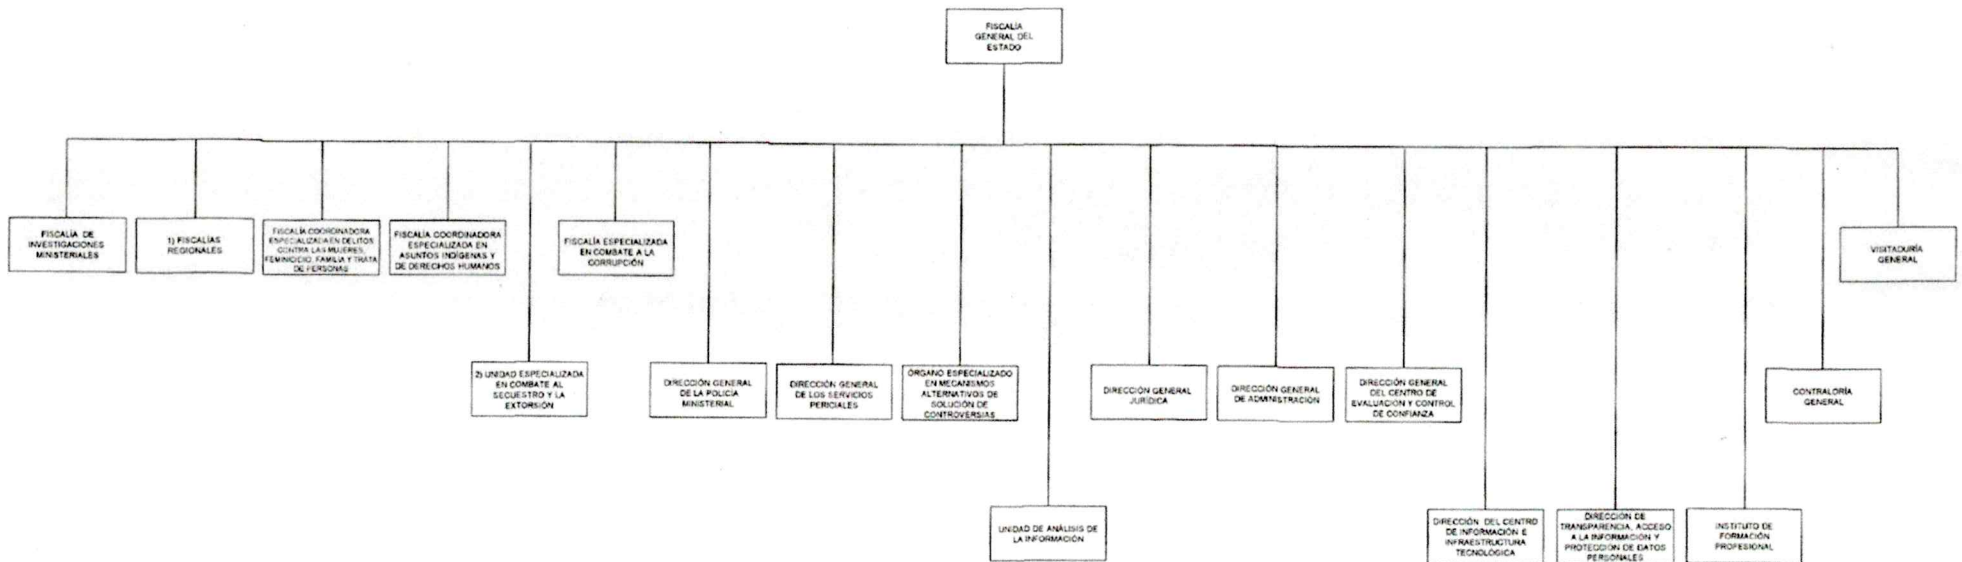 FISCALÍA
GENERAL DEL
ESTADO
FISCALÍA DE
INVESTIGACIONES
MINISTERIALES
1) FISCALÍAS
REGIONALES
FISCALÍA COORDINADORA
ESPECIALIZADA EN DELITOS
CONTRA LAS MUJERES,
FEMINICIDIO, FAMILIA Y TRATA
DE PERSONAS
FISCALÍA COORDINADORA
ESPECIALIZADA EN
ASUNTOS INDÍGENAS Y
DE DERECHOS HUMANOS
FISCALÍA ESPECIALIZADA
EN COMBATE A LA
CORRUPCIÓN
VISITADURÍA
GENERAL
2) UNIDAD ESPECIALIZADA
EN COMBATE AL
SECUESTRO Y LA
EXTORSIÓN
DIRECCIÓN GENERAL
DE LA POLICÍA
MINISTERIAL
DIRECCIÓN GENERAL
DE LOS SERVICIOS
PERICIALES
ÓRGANO ESPECIALIZADO
EN MECANISMOS
ALTERNATIVOS DE
SOLUCIÓN DE
CONTROVERSIAS
DIRECCIÓN GENERAL
JURÍDICA
DIRECCIÓN GENERAL
DE ADMINISTRACIÓN
DIRECCIÓN GENERAL
DEL CENTRO DE
EVALUACIÓN Y CONTROL
DE CONFIANZA
CONTRALORÍA
GENERAL
UNIDAD DE ANÁLISIS DE
LA INFORMACIÓN
DIRECCIÓN DEL CENTRO
DE INFORMACIÓN E
INFRAESTRUCTURA
TECNOLÓGICA
DIRECCIÓN DE
TRANSPARENCIA, ACCESO
A LA INFORMACIÓN Y
PROTECCIÓN DE DATOS
PERSONALES
INSTITUTO DE
FORMACIÓN
PROFESIONAL